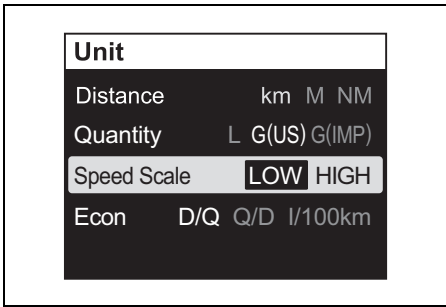 Unit
Distance km M NM
Quantity L G(US) G(IMP)
Speed Scale LOW HIGH
Econ D/Q Q/D l/100km